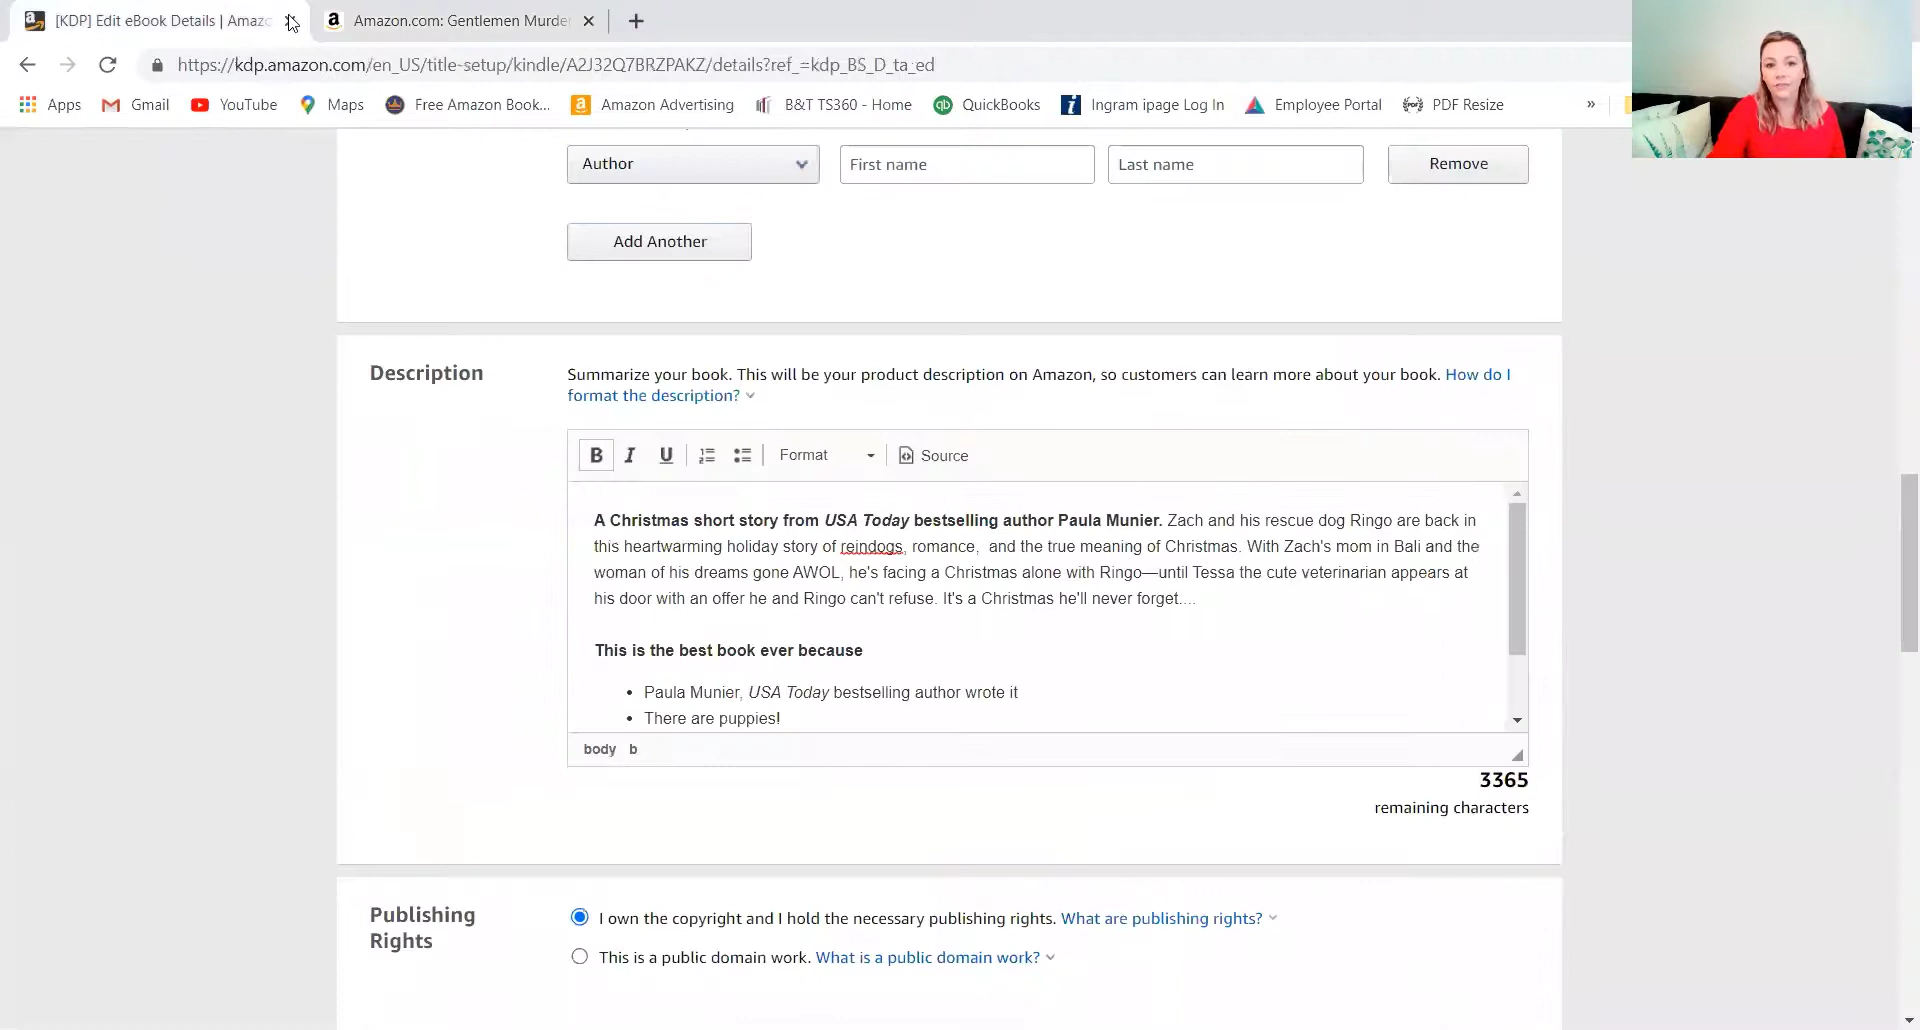 [KDP] Edit eBook Details | Amazo
Amazon.com: Gentlemen Murde
https://kdp.amazon.com/en_US/title-setup/kindle/A2J32Q7BRZPAKZ/details?ref_=kdp_BS_D_ta_ed
Apps Gmail YouTube Maps Free Amazon Book... Amazon Advertising B&T TS360 - Home QuickBooks Ingram ipage Log In Employee Portal PDF Resize »
Author First name Last name Remove
Add Another
Description
Summarize your book. This will be your product description on Amazon, so customers can learn more about your book. How do I
format the description?
B I U Format Source
A Christmas short story from USA Today bestselling author Paula Munier. Zach and his rescue dog Ringo are back in
this heartwarming holiday story of reindogs, romance, and the true meaning of Christmas. With Zach's mom in Bali and the
woman of his dreams gone AWOL, he's facing a Christmas alone with Ringo—until Tessa the cute veterinarian appears at
his door with an offer he and Ringo can't refuse. It's a Christmas he'll never forget....
This is the best book ever because
• Paula Munier, USA Today bestselling author wrote it
• There are puppies!
body b
3365
remaining characters
Publishing
Rights
I own the copyright and I hold the necessary publishing rights. What are publishing rights?
This is a public domain work. What is a public domain work?